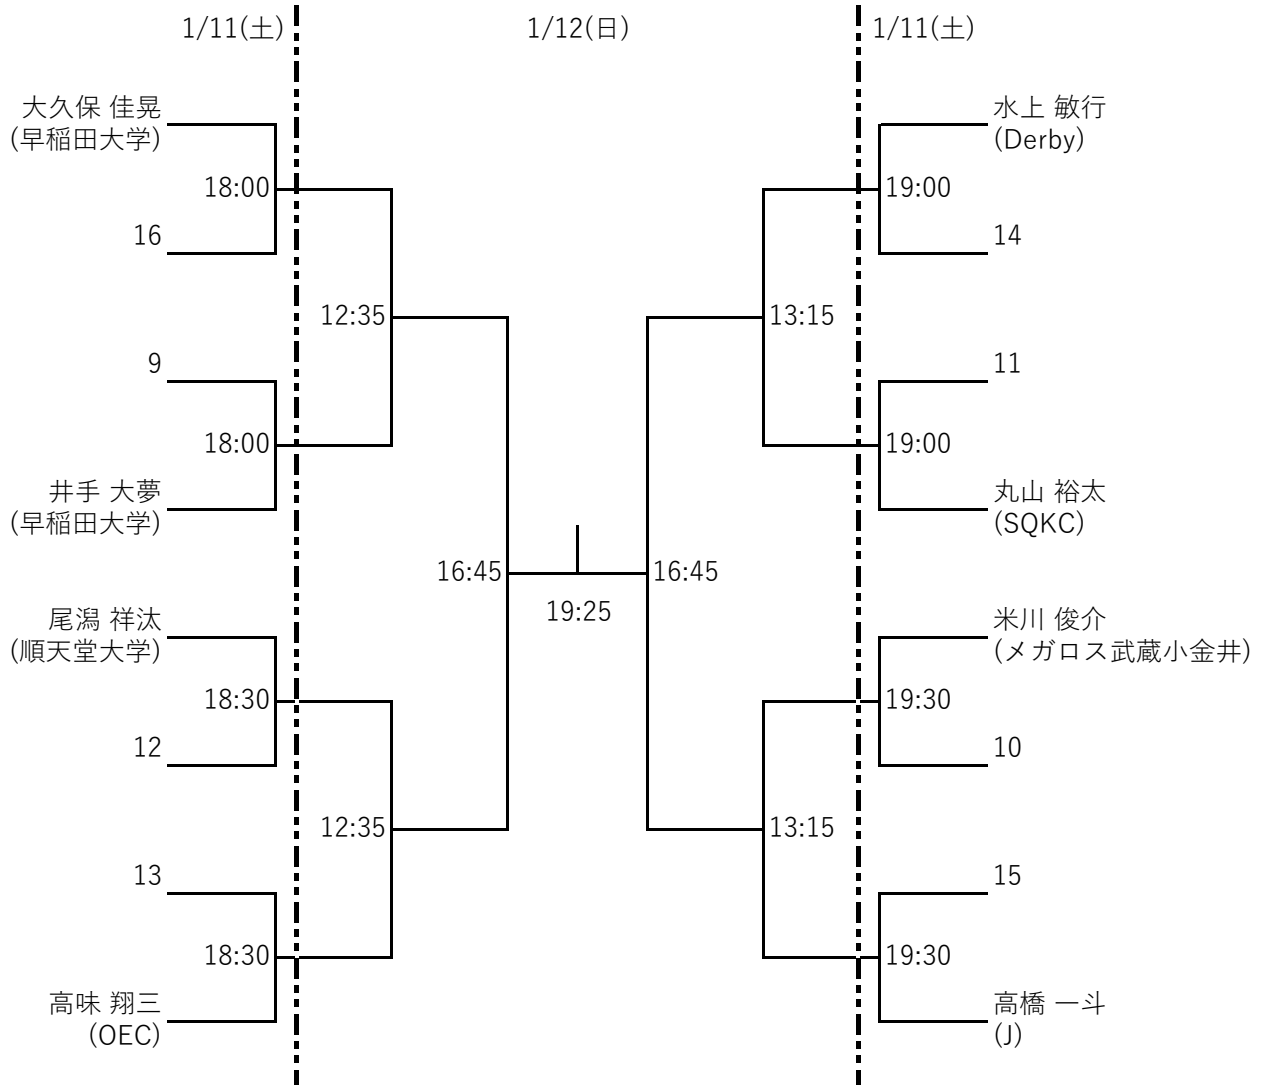 1/11(土)
1/12(日)
1/11(土)
大久保 佳晃
(早稲田大学)
18:00
16
9
18:00
井手 大夢
(早稲田大学)
尾潟 祥汰
(順天堂大学)
18:30
12
13
18:30
高味 翔三
(OEC)
12:35
12:35
16:45
19:25
16:45
13:15
13:15
水上 敏行
(Derby)
19:00
14
11
19:00
丸山 裕太
(SQKC)
米川 俊介
(メガロス武蔵小金井)
19:30
10
15
19:30
高橋 一斗
(J)